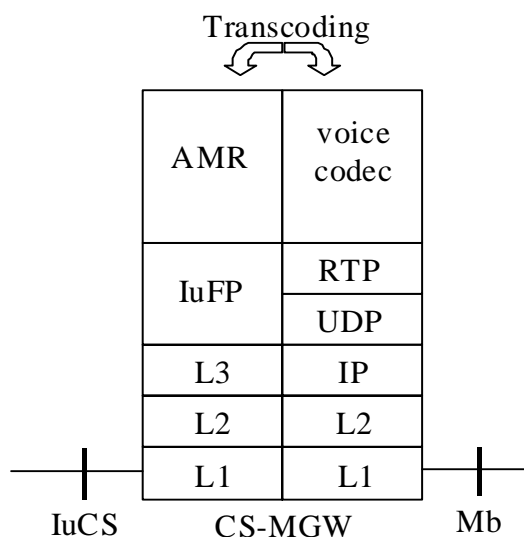 Transcoding
AMR
voice
codec
IuFP
RTP
UDP
L3
IP
L2
L2
L1
L1
IuCS
CS-MGW
Mb